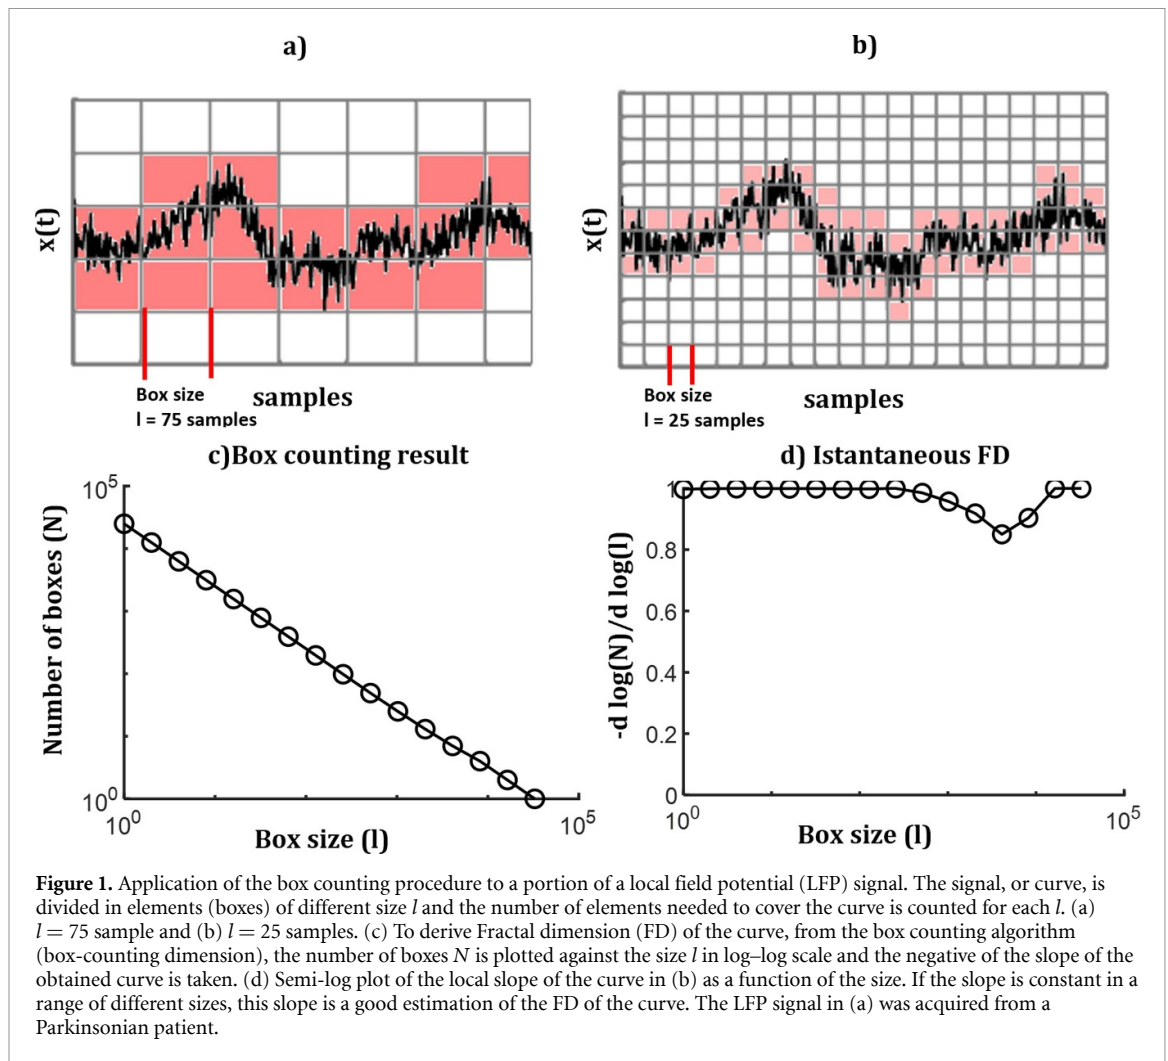 a)
b)
x(t)
x(t)
Box size
l = 75 samples
samples
Box size
l = 25 samples
samples
c)Box counting result
d) Istantaneous FD
Number of boxes (N)
10^5
10^0
10^0
10^5
Box size (l)
-d log(N)/d log(l)
1
0.8
0.6
0.4
0.2
0
10^0
10^5
Box size (l)
Figure 1. Application of the box counting procedure to a portion of a local field potential (LFP) signal. The signal, or curve, is
divided in elements (boxes) of different size l and the number of elements needed to cover the curve is counted for each l. (a)
l = 75 sample and (b) l = 25 samples. (c) To derive Fractal dimension (FD) of the curve, from the box counting algorithm
(box-counting dimension), the number of boxes N is plotted against the size l in log–log scale and the negative of the slope of the
obtained curve is taken. (d) Semi-log plot of the local slope of the curve in (b) as a function of the size. If the slope is constant in a
range of different sizes, this slope is a good estimation of the FD of the curve. The LFP signal in (a) was acquired from a
Parkinsonian patient.